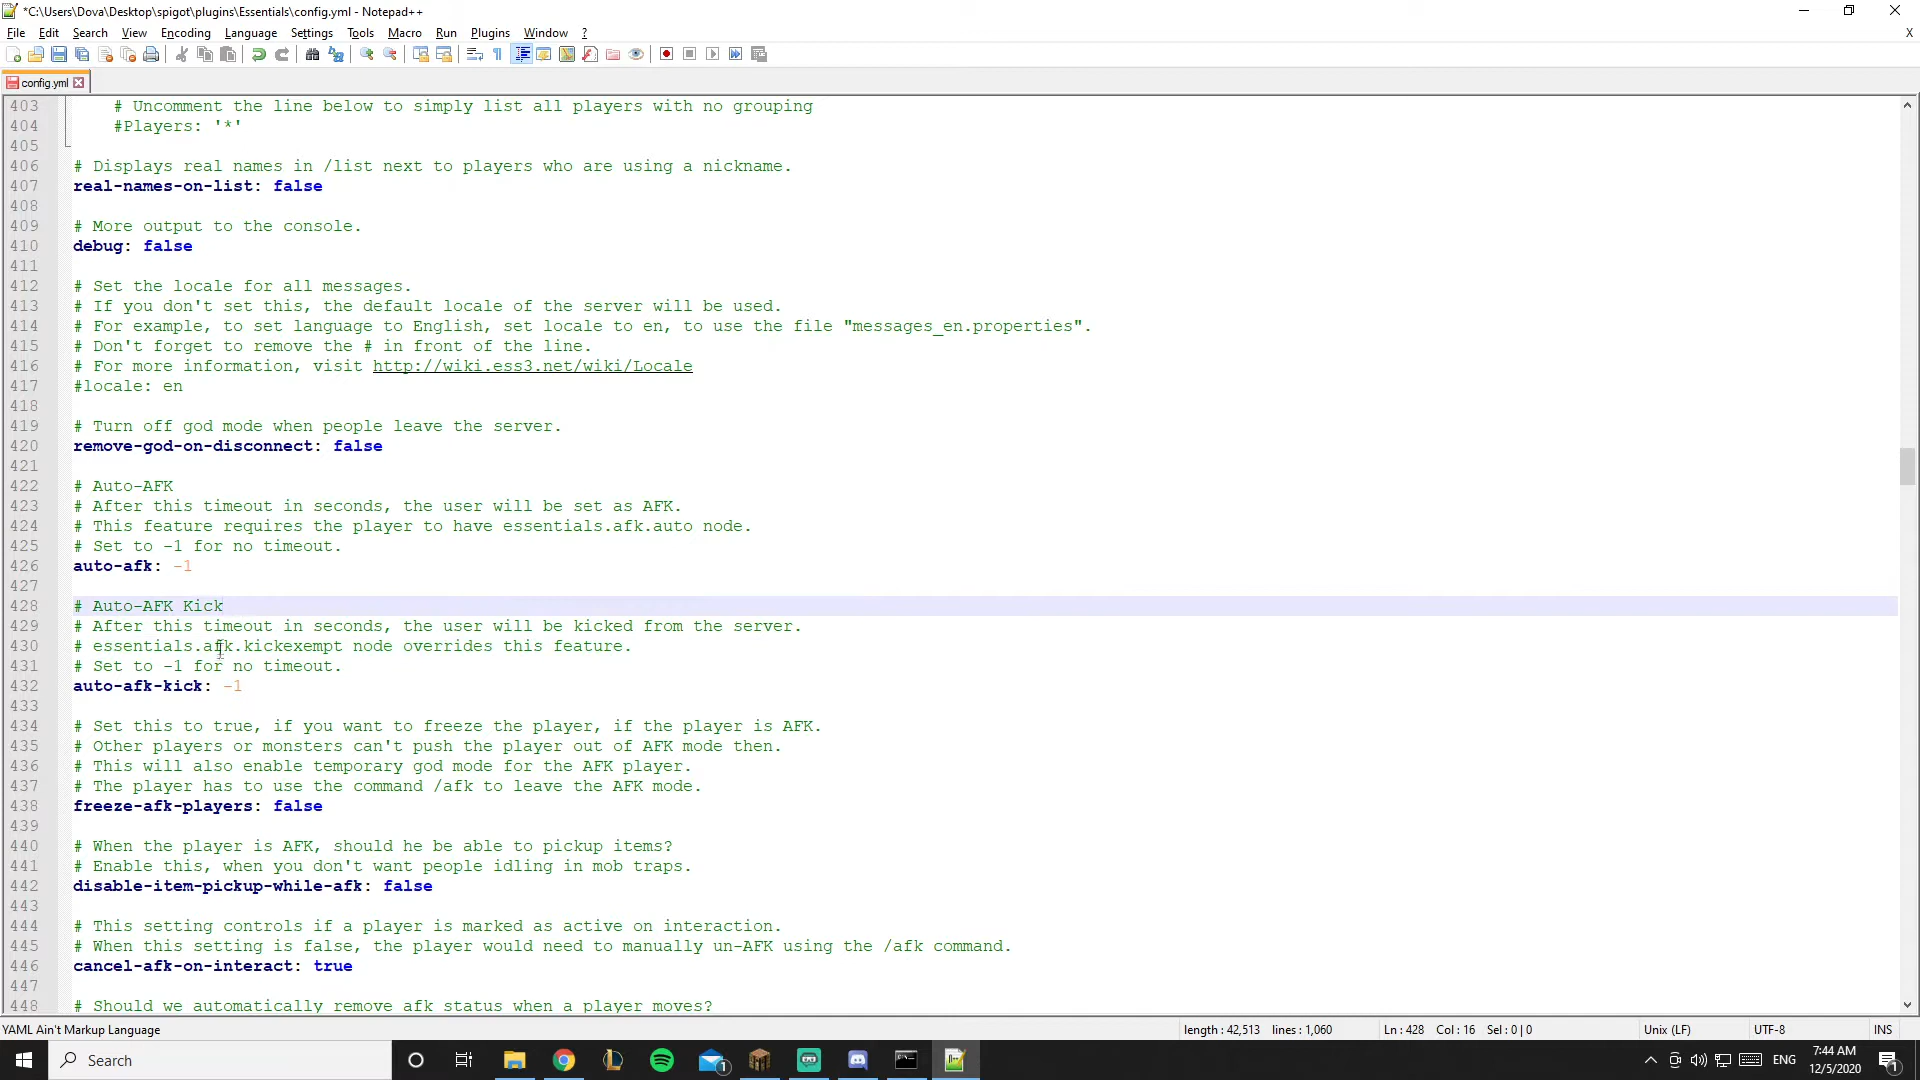 *C:\Users\Dova\Desktop\spigot\plugins\Essentials\config.yml - Notepad++
File Edit Search View Encoding Language Settings Tools Macro Run Plugins Window ? X
config.yml
403 # Uncomment the line below to simply list all players with no grouping
404 #Players: '*'
405
406 # Displays real names in /list next to players who are using a nickname.
407 real-names-on-list: false
408
409 # More output to the console.
410 debug: false
411
412 # Set the locale for all messages.
413 # If you don't set this, the default locale of the server will be used.
414 # For example, to set language to English, set locale to en, to use the file "messages_en.properties".
415 # Don't forget to remove the # in front of the line.
416 # For more information, visit http://wiki.ess3.net/wiki/Locale
417 #locale: en
418
419 # Turn off god mode when people leave the server.
420 remove-god-on-disconnect: false
421
422 # Auto-AFK
423 # After this timeout in seconds, the user will be set as AFK.
424 # This feature requires the player to have essentials.afk.auto node.
425 # Set to -1 for no timeout.
426 auto-afk: -1
427
428 # Auto-AFK Kick
429 # After this timeout in seconds, the user will be kicked from the server.
430 # essentials.afk.kickexempt node overrides this feature.
431 # Set to -1 for no timeout.
432 auto-afk-kick: -1
433
434 # Set this to true, if you want to freeze the player, if the player is AFK.
435 # Other players or monsters can't push the player out of AFK mode then.
436 # This will also enable temporary god mode for the AFK player.
437 # The player has to use the command /afk to leave the AFK mode.
438 freeze-afk-players: false
439
440 # When the player is AFK, should he be able to pickup items?
441 # Enable this, when you don't want people idling in mob traps.
442 disable-item-pickup-while-afk: false
443
444 # This setting controls if a player is marked as active on interaction.
445 # When this setting is false, the player would need to manually un-AFK using the /afk command.
446 cancel-afk-on-interact: true
447
448 # Should we automatically remove afk status when a player moves?
YAML Ain't Markup Language length : 42,513 lines : 1,060 Ln : 428 Col : 16 Sel : 0 | 0 Unix (LF) UTF-8 INS
Search 1 ENG 7:44 AM 1
12/5/2020